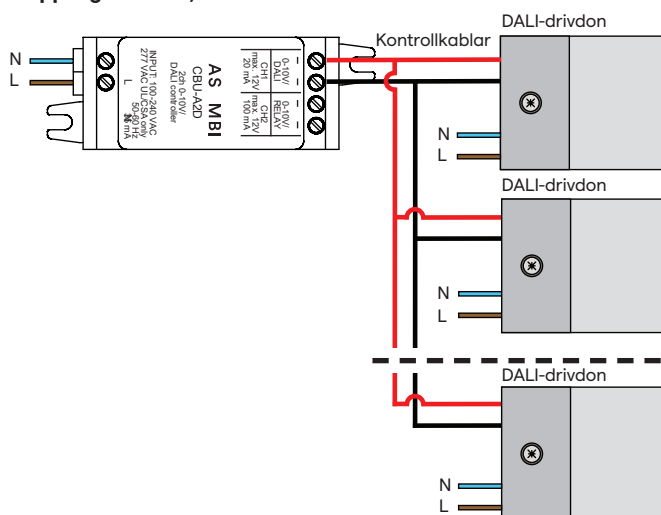 DALI-drivdon
Kontrollkablar
N
L
INPUT: 100-240 VAC
277 VAC UL/CSA only
50-60 Hz
L
AS MBI
CBU-A2D
2ch 0-10V/
DALI controller
0-10V/
DALI
CH1
max. 12V
20 mA
0-10V/
RELAY
CH2
max. 12V
100 mA
N
L
DALI-drivdon
N
L
DALI-drivdon
N
L